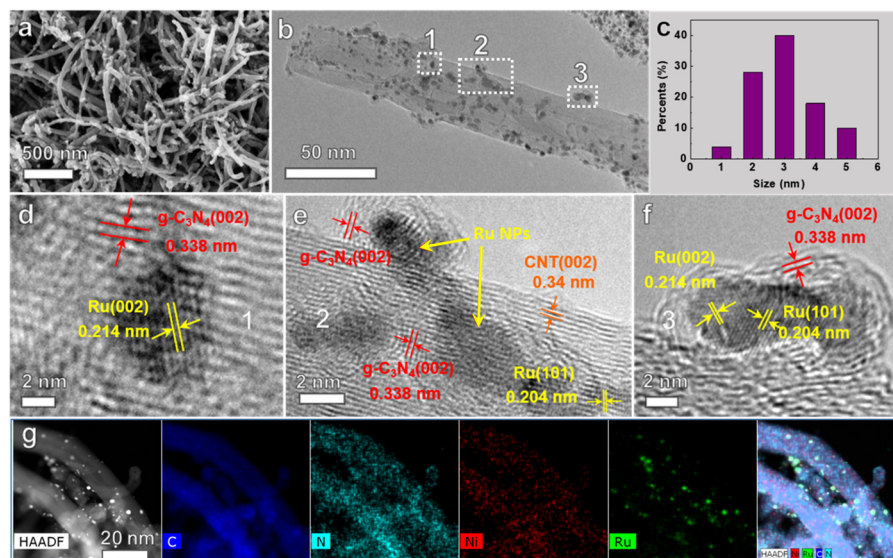 a
500 nm
b
1
2
3
50 nm
c
Percents (%)
40
30
20
10
0
0 1 2 3 4 5 6
Size (nm)
d
g-C₃N₄(002)
0.338 nm
Ru(002)
0.214 nm
1
2 nm
e
g-C₃N₄(002)
Ru NPs
CNT(002)
0.34 nm
2
g-C₃N₄(002)
0.338 nm
Ru(101)
0.204 nm
2 nm
f
g-C₃N₄(002)
0.338 nm
Ru(002)
0.214 nm
Ru(101)
0.204 nm
3
2 nm
g
HAADF
20 nm
C
N
Ni
Ru
HAADF Ni Ru C N